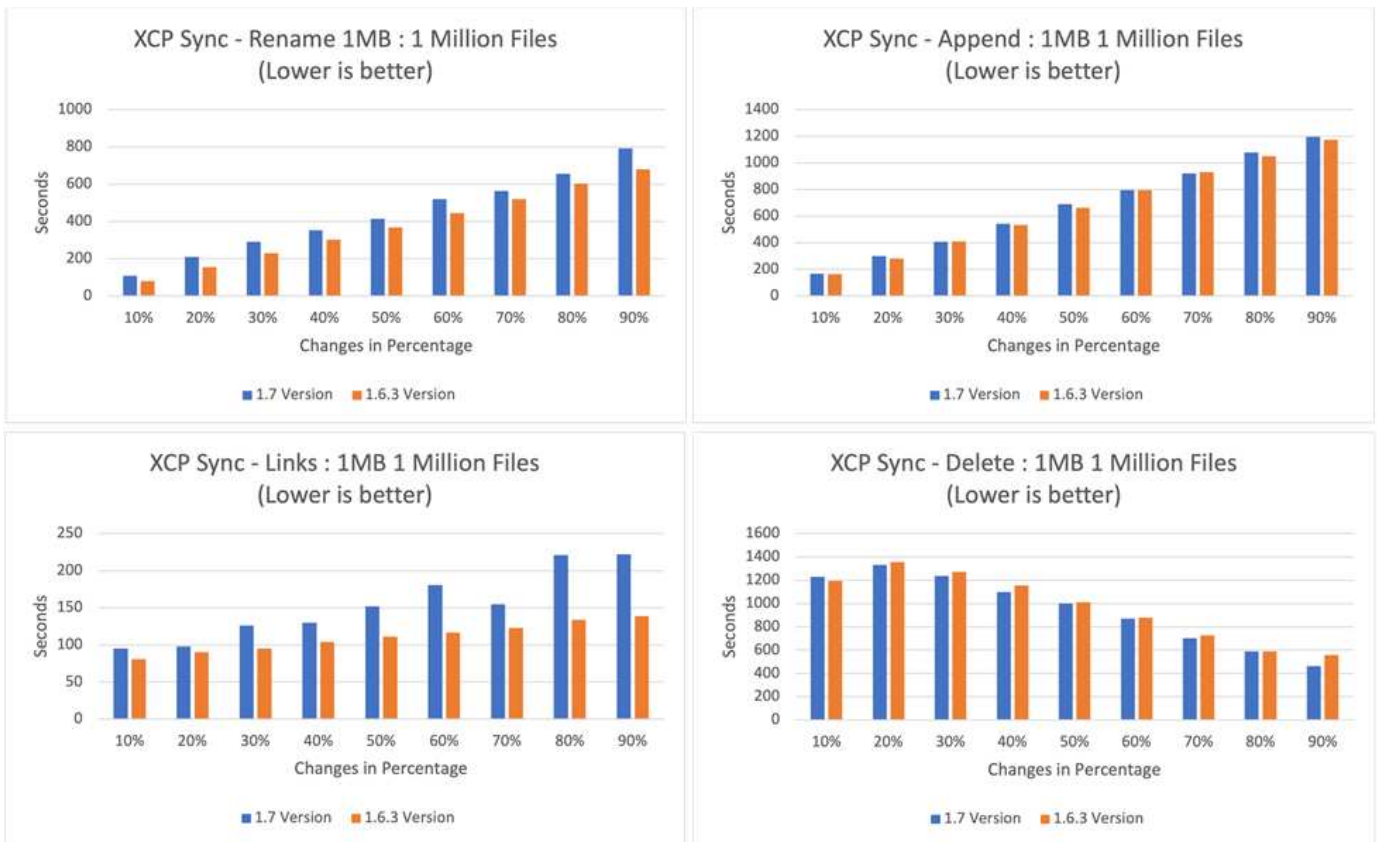 XCP Sync - Rename 1MB : 1 Million Files
(Lower is better)
1000
800
600
400
200
0
Seconds
10% 20% 30% 40% 50% 60% 70% 80% 90%
Changes in Percentage
1.7 Version 1.6.3 Version
XCP Sync - Append : 1MB 1 Million Files
(Lower is better)
1400
1200
1000
800
600
400
200
0
Seconds
10% 20% 30% 40% 50% 60% 70% 80% 90%
Changes in Percentage
1.7 Version 1.6.3 Version
XCP Sync - Links : 1MB 1 Million Files
(Lower is better)
250
200
150
100
50
0
Seconds
10% 20% 30% 40% 50% 60% 70% 80% 90%
Changes in Percentage
1.7 Version 1.6.3 Version
XCP Sync - Delete : 1MB 1 Million Files
(Lower is better)
1600
1400
1200
1000
800
600
400
200
0
Seconds
10% 20% 30% 40% 50% 60% 70% 80% 90%
Changes in Percentage
1.7 Version 1.6.3 Version